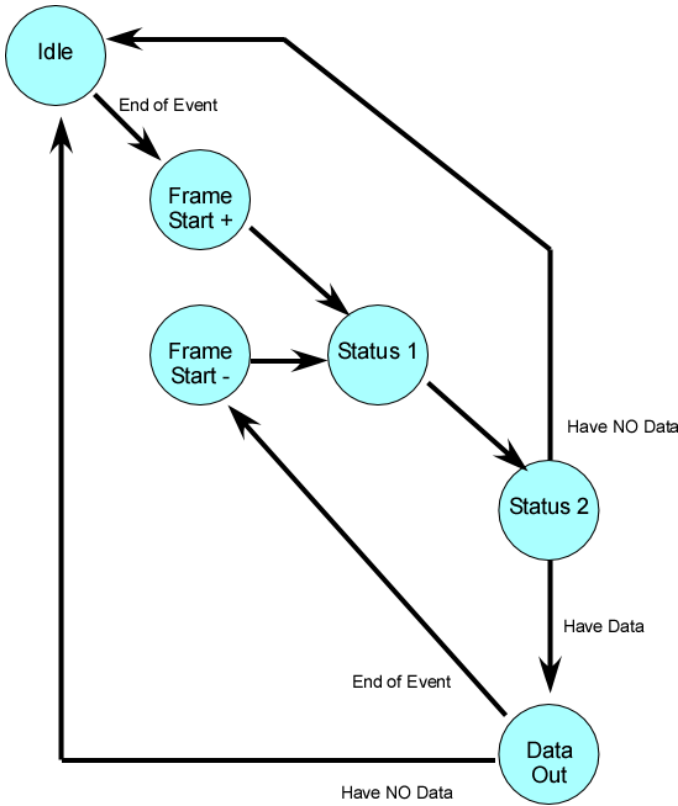 Idle
End of Event
Frame
Start +
Frame
Start -
Status 1
Have NO Data
Status 2
Have Data
End of Event
Data
Out
Have NO Data